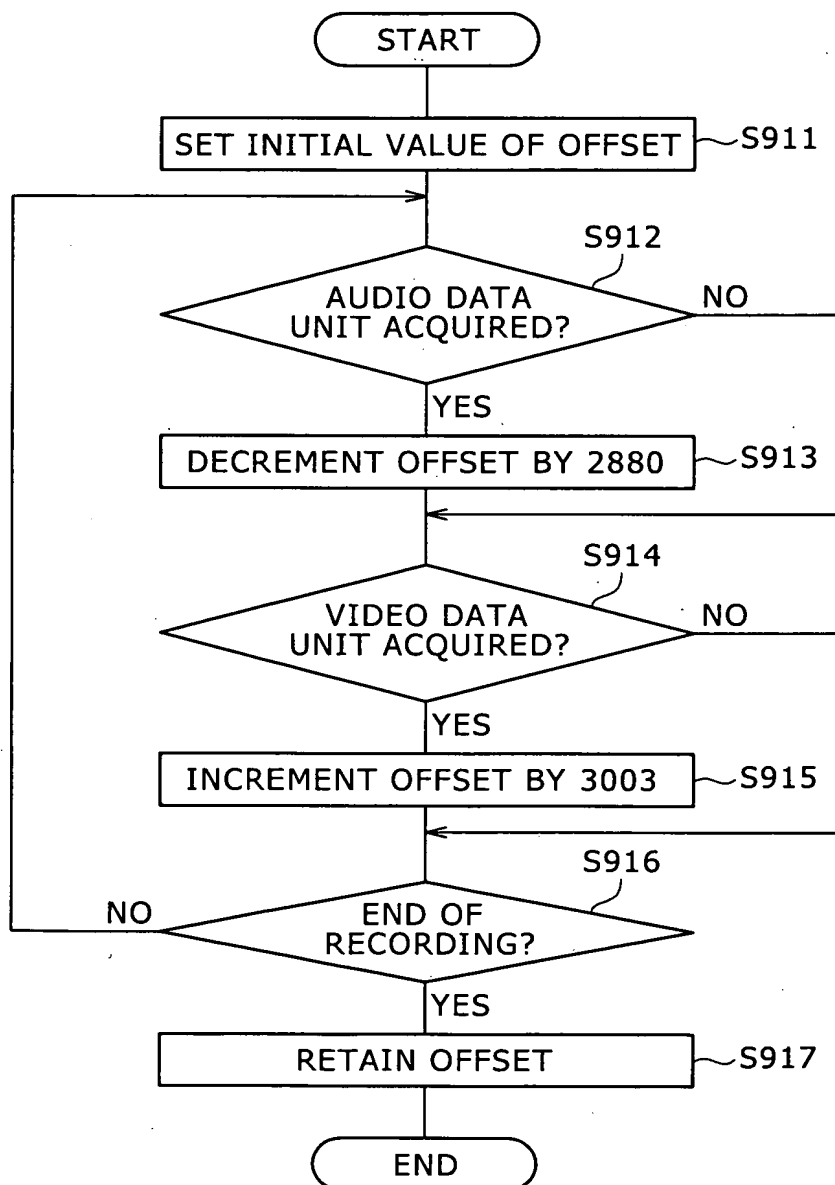 START
SET INITIAL VALUE OF OFFSET
S911
S912
AUDIO DATA
UNIT ACQUIRED?
NO
YES
DECREMENT OFFSET BY 2880
S913
S914
VIDEO DATA
UNIT ACQUIRED?
NO
YES
INCREMENT OFFSET BY 3003
S915
S916
NO
END OF
RECORDING?
YES
RETAIN OFFSET
S917
END